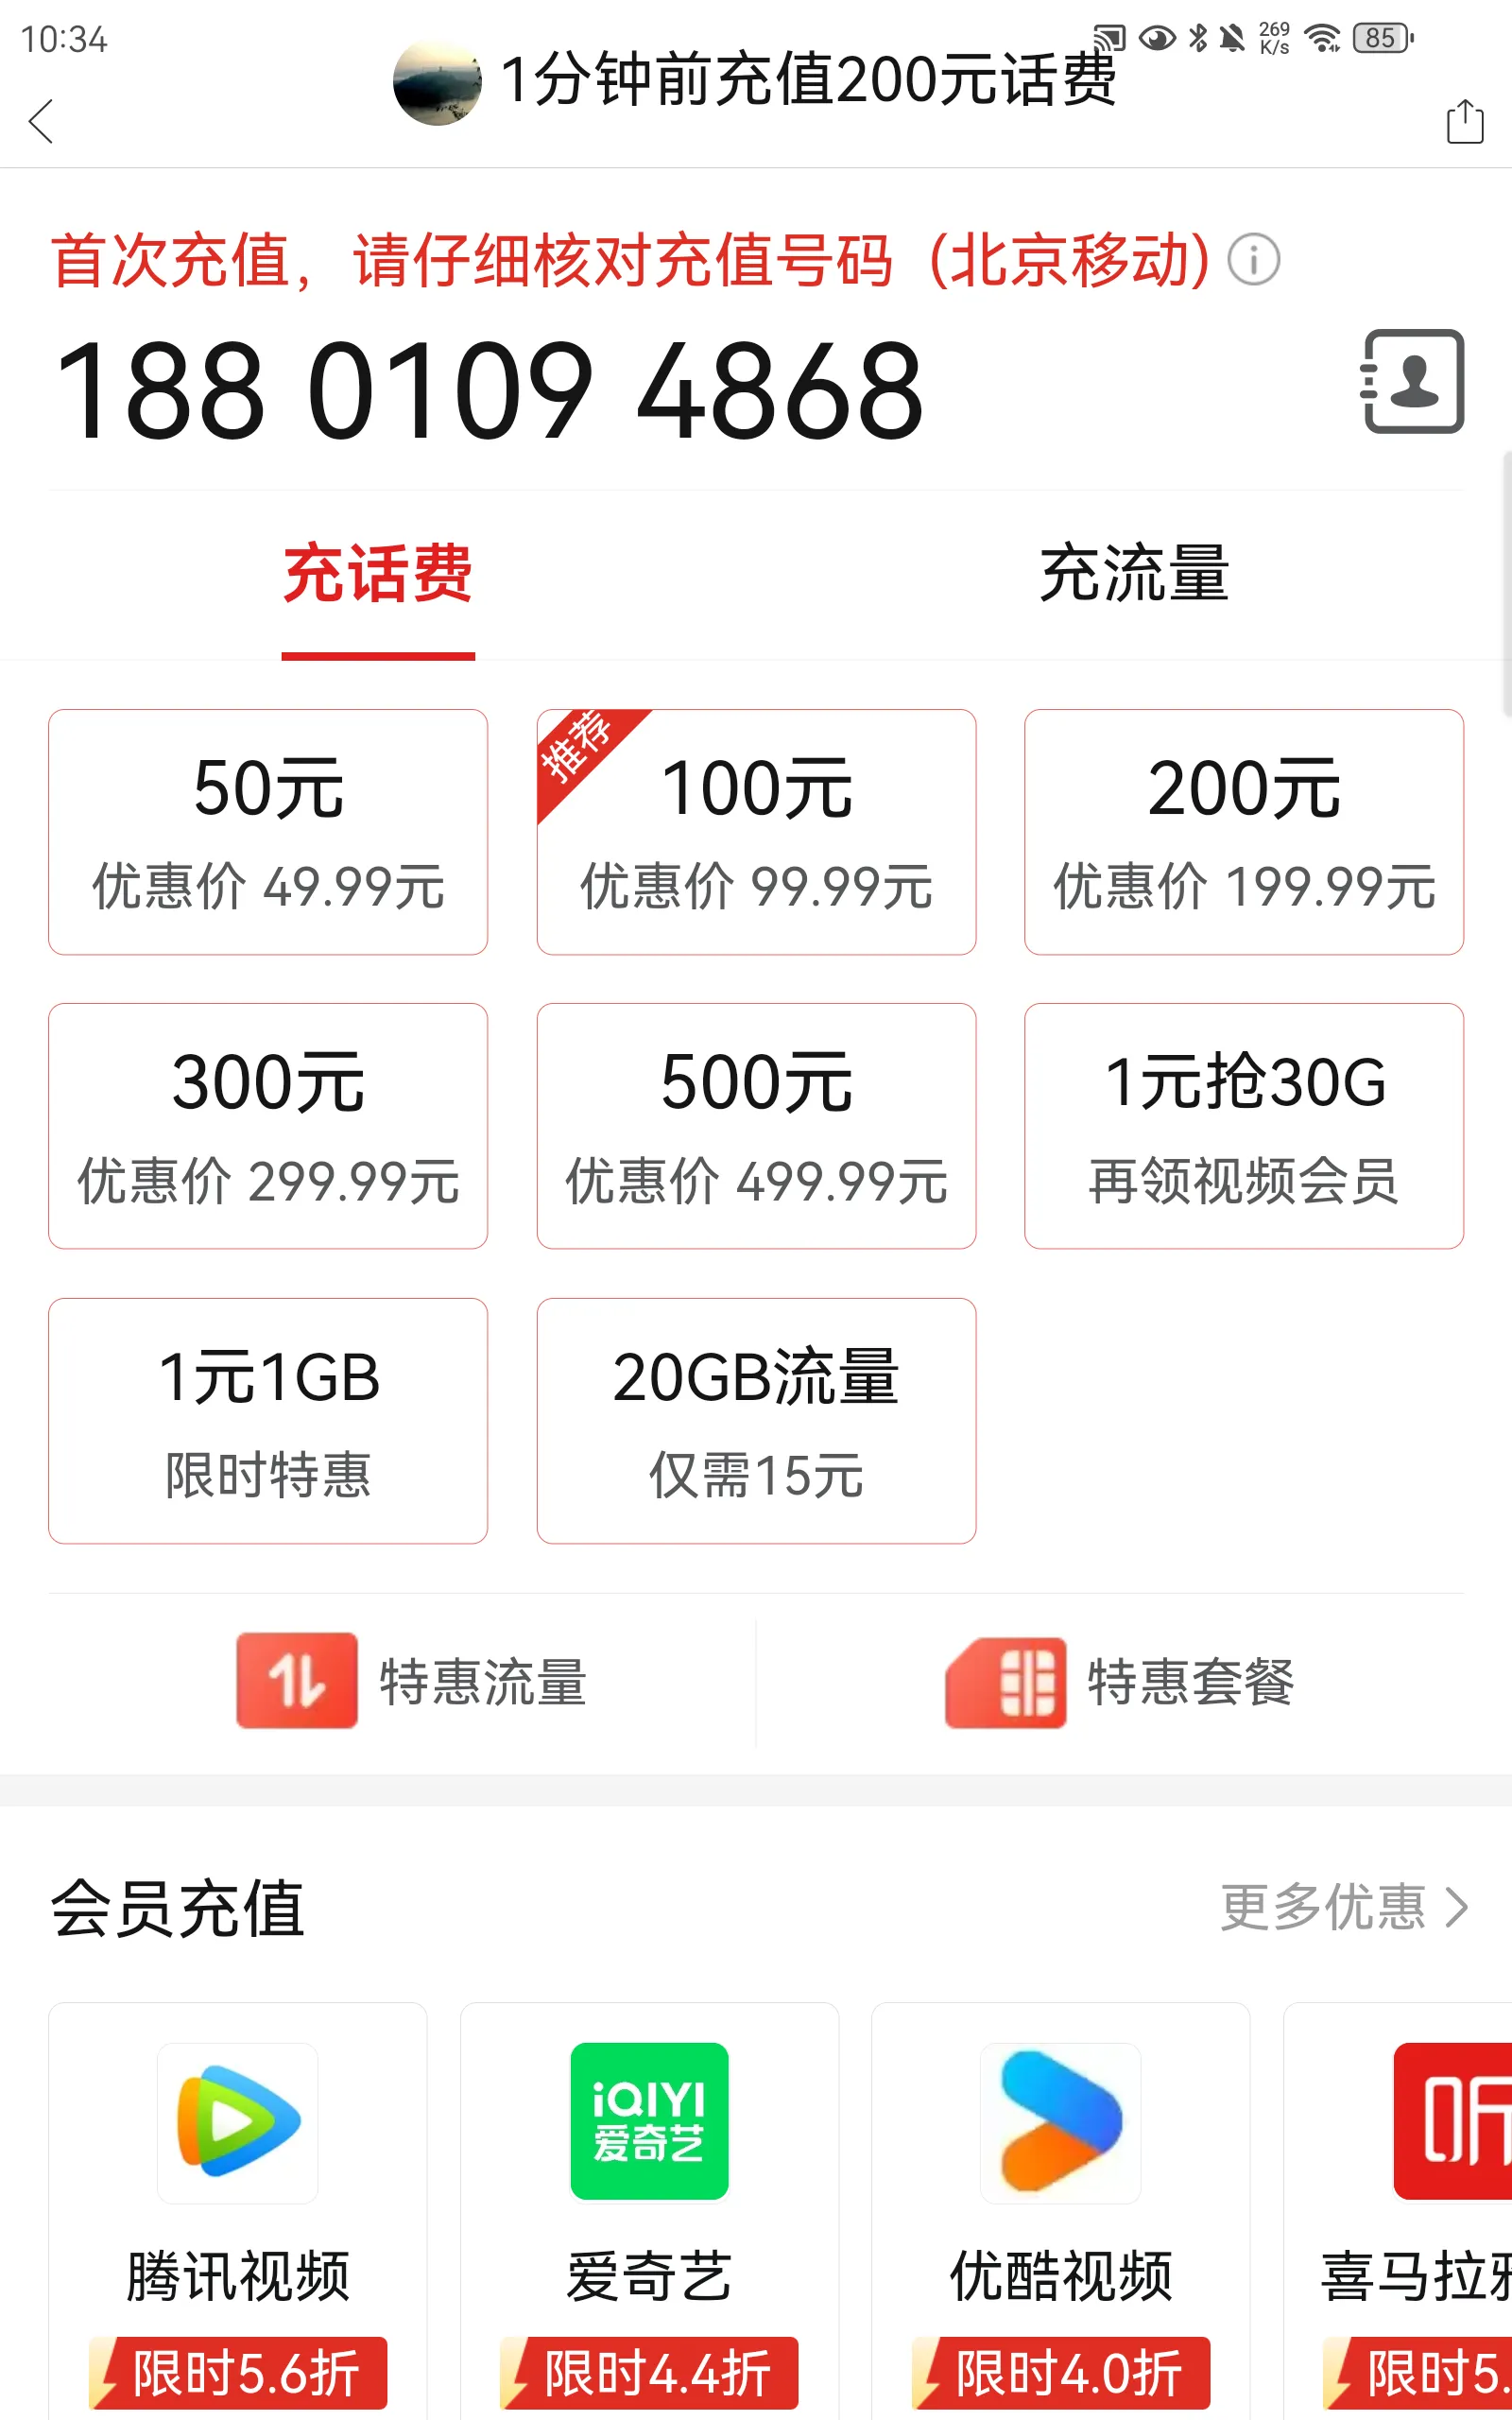 10:34
269
K/s
85
1分钟前充值200元话费
首次充值，请仔细核对充值号码 (北京移动)
188 0109 4868
充话费
充流量
50元
优惠价 49.99元
推荐
100元
优惠价 99.99元
200元
优惠价 199.99元
300元
优惠价 299.99元
500元
优惠价 499.99元
1元抢30G
再领视频会员
1元1GB
限时特惠
20GB流量
仅需15元
特惠流量
特惠套餐
会员充值
更多优惠
iQIYI
爱奇艺
听
腾讯视频
爱奇艺
优酷视频
喜马拉雅
限时5.6折
限时4.4折
限时4.0折
限时5.